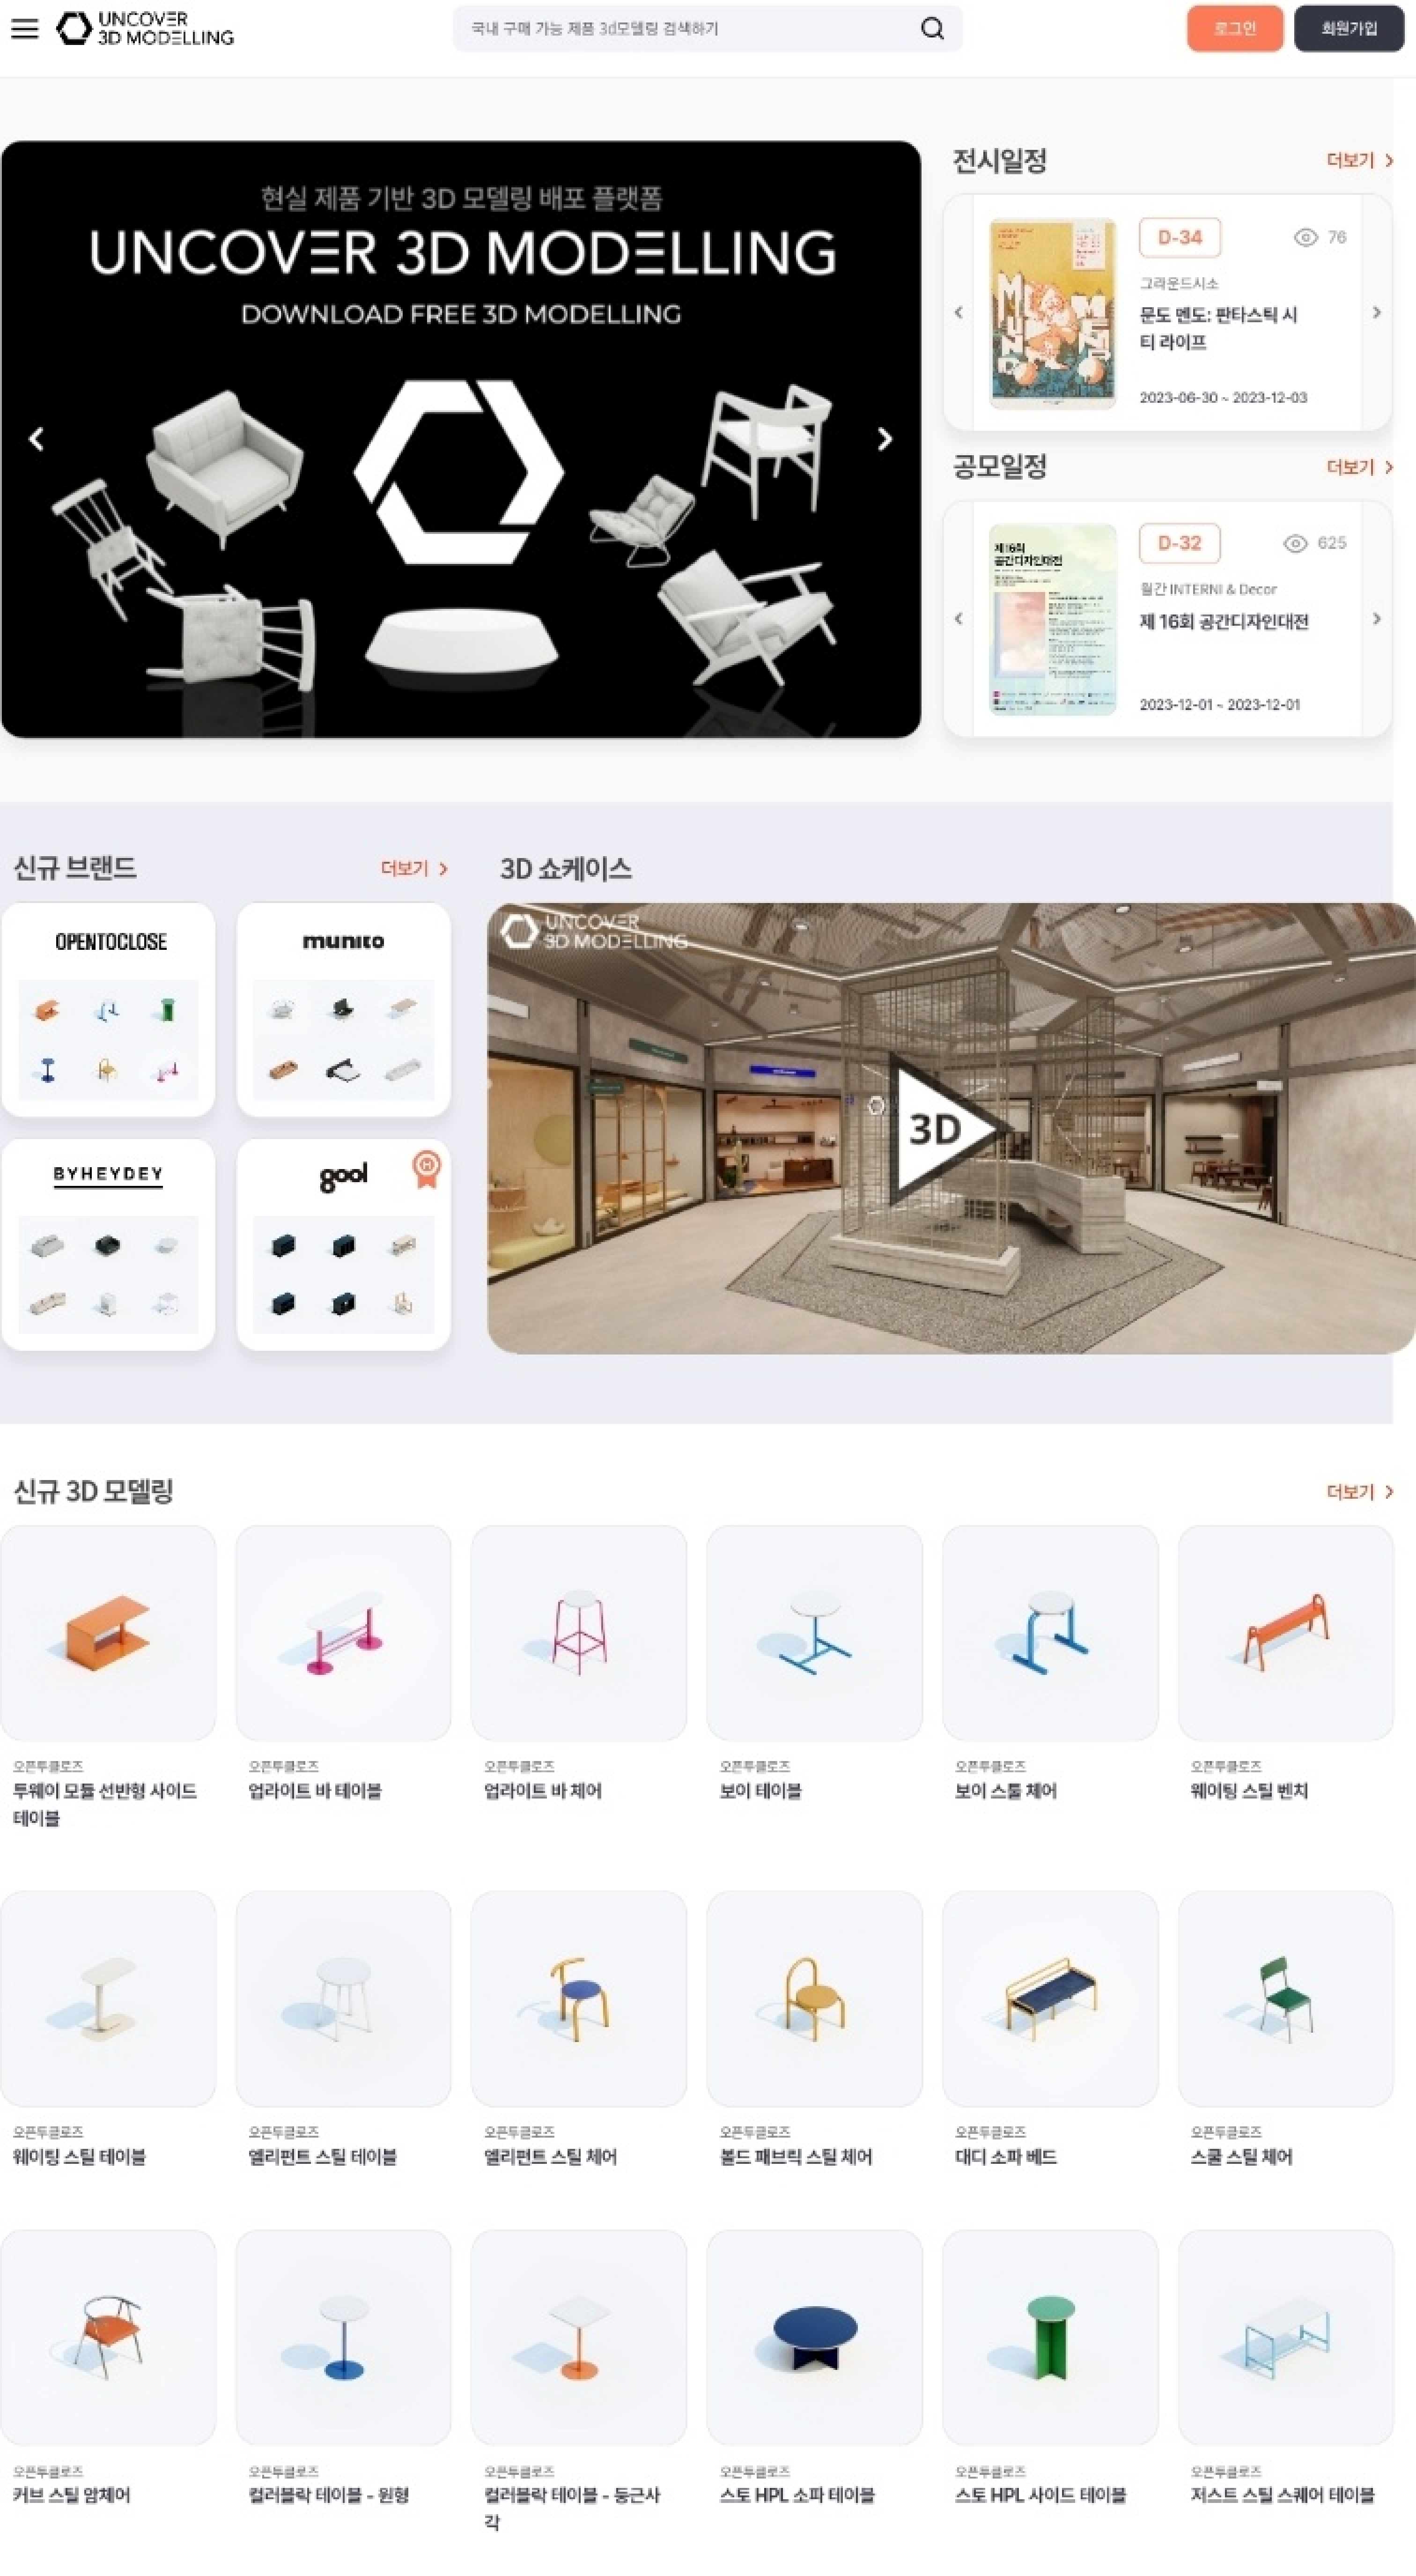 UNCOVER
3D MODELLING
국내 구매 가능 제품 3d모델링 검색하기
로그인
회원가입
현실 제품 기반 3D 모델링 배포 플랫폼
UNCOVER 3D MODELLING
DOWNLOAD FREE 3D MODELLING
전시일정
더보기
D-34
76
그라운드시소
문도 멘도: 판타스틱 시
티 라이프
2023-06-30 ~ 2023-12-03
공모일정
더보기
제16회
공간디자인대전
D-32
625
월간 INTERNI & Decor
제 16회 공간디자인대전
2023-12-01 ~ 2023-12-01
신규 브랜드
더보기
OPENTOCLOSE
munito
BYHEYDEY
gool
3D 쇼케이스
UNCOVER
3D MODELLING
3D
신규 3D 모델링
더보기
오픈투클로즈
투웨이 모듈 선반형 사이드
테이블
오픈투클로즈
업라이트 바 테이블
오픈투클로즈
업라이트 바 체어
오픈투클로즈
보이 테이블
오픈투클로즈
보이 스툴 체어
오픈투클로즈
웨이팅 스틸 벤치
오픈투클로즈
웨이팅 스틸 테이블
오픈투클로즈
엘리펀트 스틸 테이블
오픈투클로즈
엘리펀트 스틸 체어
오픈투클로즈
볼드 패브릭 스틸 체어
오픈투클로즈
대디 소파 베드
오픈투클로즈
스쿨 스틸 체어
오픈투클로즈
커브 스틸 암체어
오픈투클로즈
컬러블락 테이블 - 원형
오픈투클로즈
컬러블락 테이블 - 둥근사
각
오픈투클로즈
스토 HPL 소파 테이블
오픈투클로즈
스토 HPL 사이드 테이블
오픈투클로즈
저스트 스틸 스퀘어 테이블